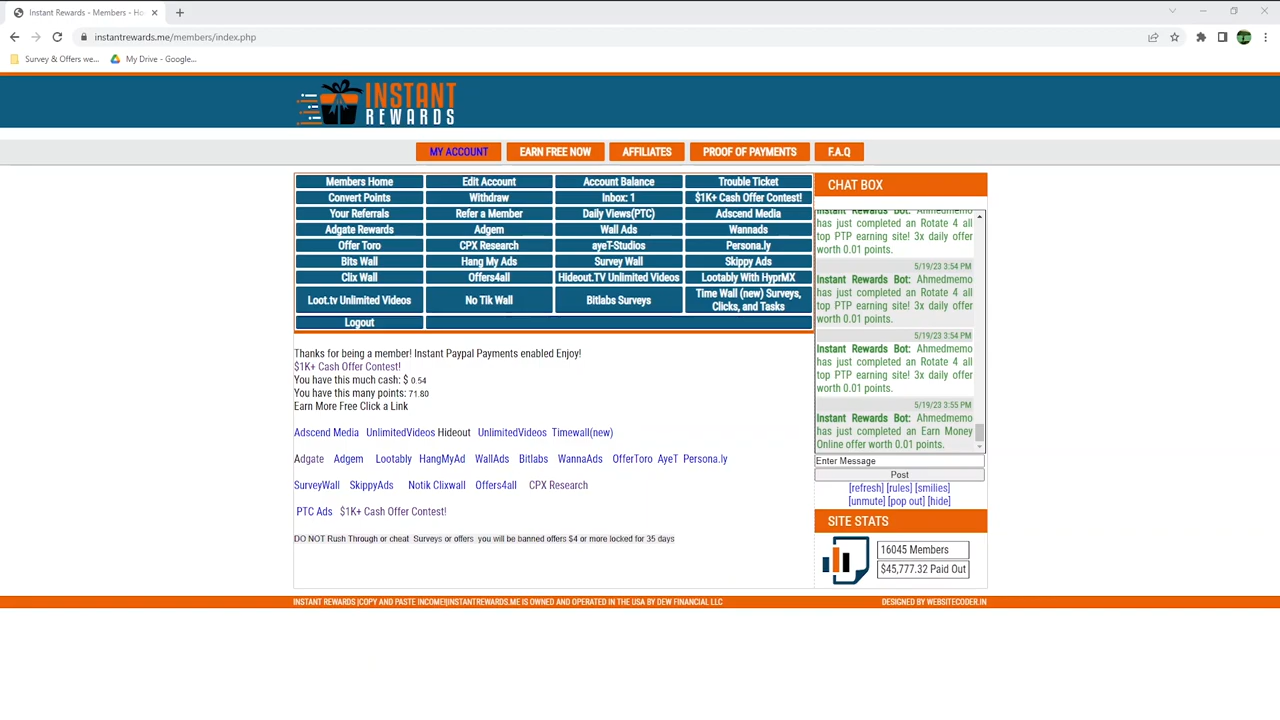 Instant Rewards - Members - Ho
instantrewards.me/members/index.php
Survey & Offers we...
My Drive - Google...
INSTANT
REWARDS
MY ACCOUNT
EARN FREE NOW
AFFILIATES
PROOF OF PAYMENTS
F.A.Q
Members Home Edit Account Account Balance Trouble Ticket
Convert Points Withdraw Inbox: 1 $1K+ Cash Offer Contest!
Your Referrals Refer a Member Daily Views(PTC) Adscend Media
Adgate Rewards Adgem Wall Ads Wannads
Offer Toro CPX Research ayeT-Studios Persona.ly
Bits Wall Hang My Ads Survey Wall Skippy Ads
Clix Wall Offers4all Hideout.TV Unlimited Videos Lootably With HyprMX
Loot.tv Unlimited Videos No Tik Wall Bitlabs Surveys Time Wall (new) Surveys,
Clicks, and Tasks
Logout
Thanks for being a member! Instant Paypal Payments enabled Enjoy!
$1K+ Cash Offer Contest!
You have this much cash: $ 0.54
You have this many points: 71.80
Earn More Free Click a Link
Adscend Media UnlimitedVideos Hideout UnlimitedVideos Timewall(new)
Adgate Adgem Lootably HangMyAd WallAds Bitlabs WannaAds OfferToro AyeT Persona.ly
SurveyWall SkippyAds Notik Clixwall Offers4all CPX Research
PTC Ads $1K+ Cash Offer Contest!
DO NOT Rush Through or cheat Surveys or offers you will be banned offers $4 or more locked for 35 days
CHAT BOX
Instant Rewards Bot: Ahmedmemo
has just completed an Rotate 4 all
top PTP earning site! 3x daily offer
worth 0.01 points.
5/19/23 3:54 PM
Instant Rewards Bot: Ahmedmemo
has just completed an Rotate 4 all
top PTP earning site! 3x daily offer
worth 0.01 points.
5/19/23 3:54 PM
Instant Rewards Bot: Ahmedmemo
has just completed an Rotate 4 all
top PTP earning site! 3x daily offer
worth 0.01 points.
5/19/23 3:55 PM
Instant Rewards Bot: Ahmedmemo
has just completed an Earn Money
Online offer worth 0.01 points.
Enter Message
Post
[refresh] [rules] [smilies]
[unmute] [pop out] [hide]
SITE STATS
16045 Members
$45,777.32 Paid Out
INSTANT REWARDS |COPY AND PASTE INCOME!|INSTANTREWARDS.ME IS OWNED AND OPERATED IN THE USA BY DEW FINANCIAL LLC
DESIGNED BY WEBSITECODER.IN